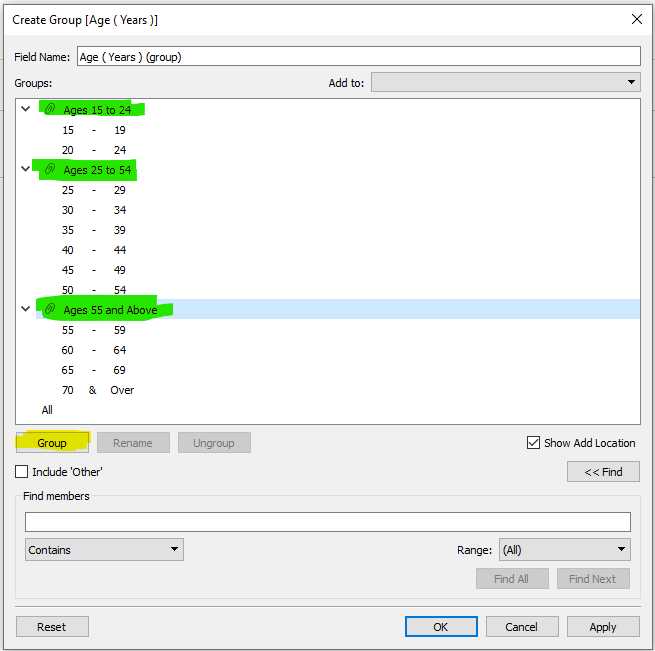 Create Group [Age ( Years )]
Field Name: Age ( Years ) (group)
Groups: Add to:
Ages 15 to 24
15 - 19
20 - 24
Ages 25 to 54
25 - 29
30 - 34
35 - 39
40 - 44
45 - 49
50 - 54
Ages 55 and Above
55 - 59
60 - 64
65 - 69
70 & Over
All
Group Rename Ungroup Show Add Location
Include 'Other' << Find
Find members
Contains Range: (All)
Find All Find Next
Reset OK Cancel Apply